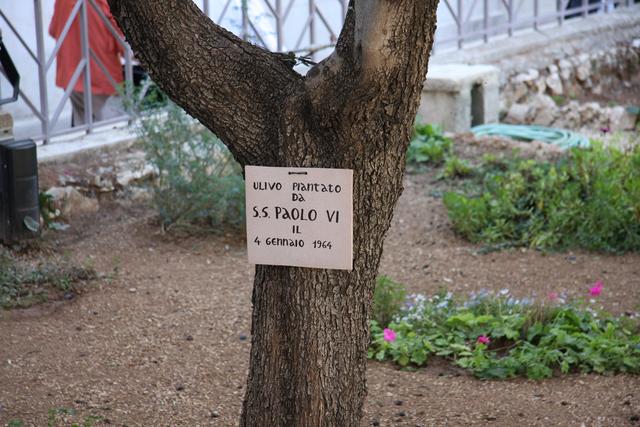 ULIVO PIANTATO
DA
S.S. PAOLO VI
IL
4 GENNAIO 1964